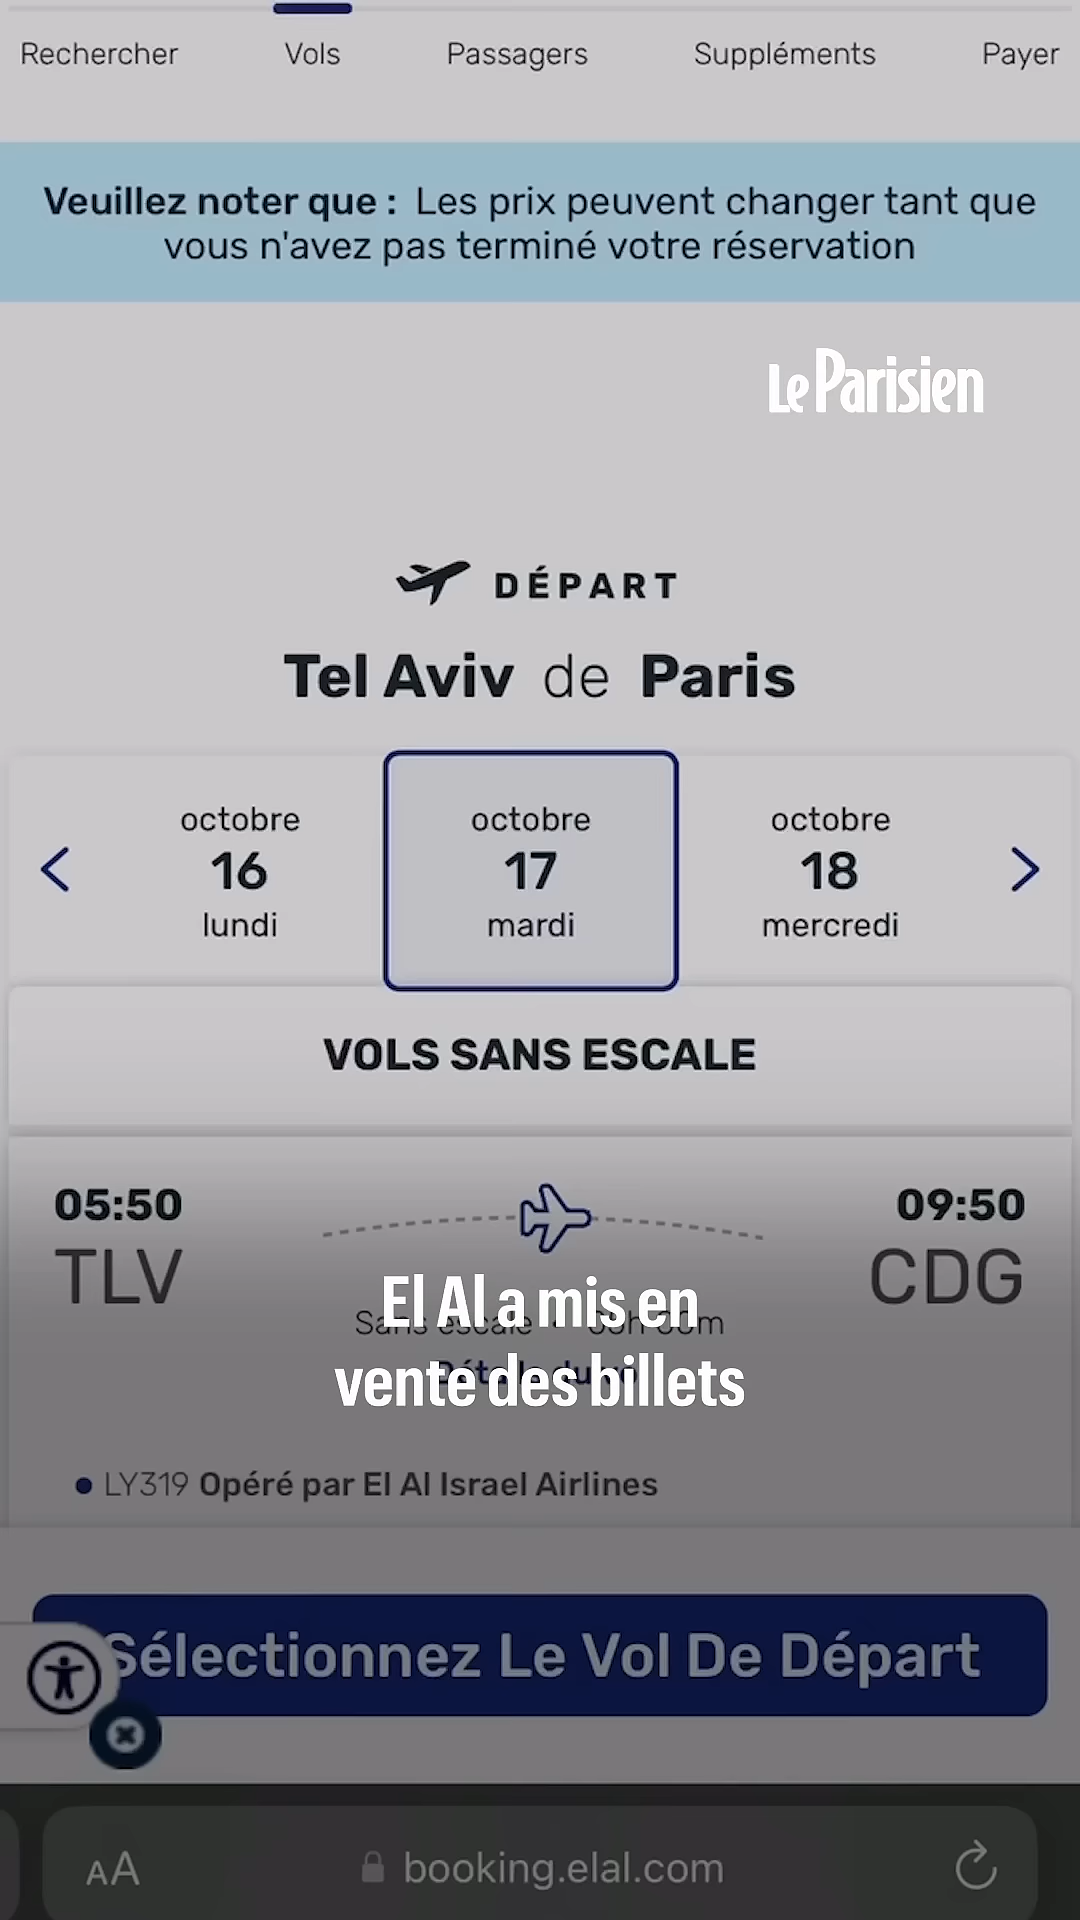 Rechercher Vols Passagers Suppléments Payer
Veuillez noter que : Les prix peuvent changer tant que
vous n'avez pas terminé votre réservation
Le Parisien
DÉPART
Tel Aviv de Paris
octobre octobre octobre
16 17 18
lundi mardi mercredi
VOLS SANS ESCALE
05:50 09:50
TLV CDG
El Al a mis en
Sans escale
vente des billets
LY319 Opéré par El Al Israel Airlines
Sélectionnez Le Vol De Départ
AA booking.elal.com